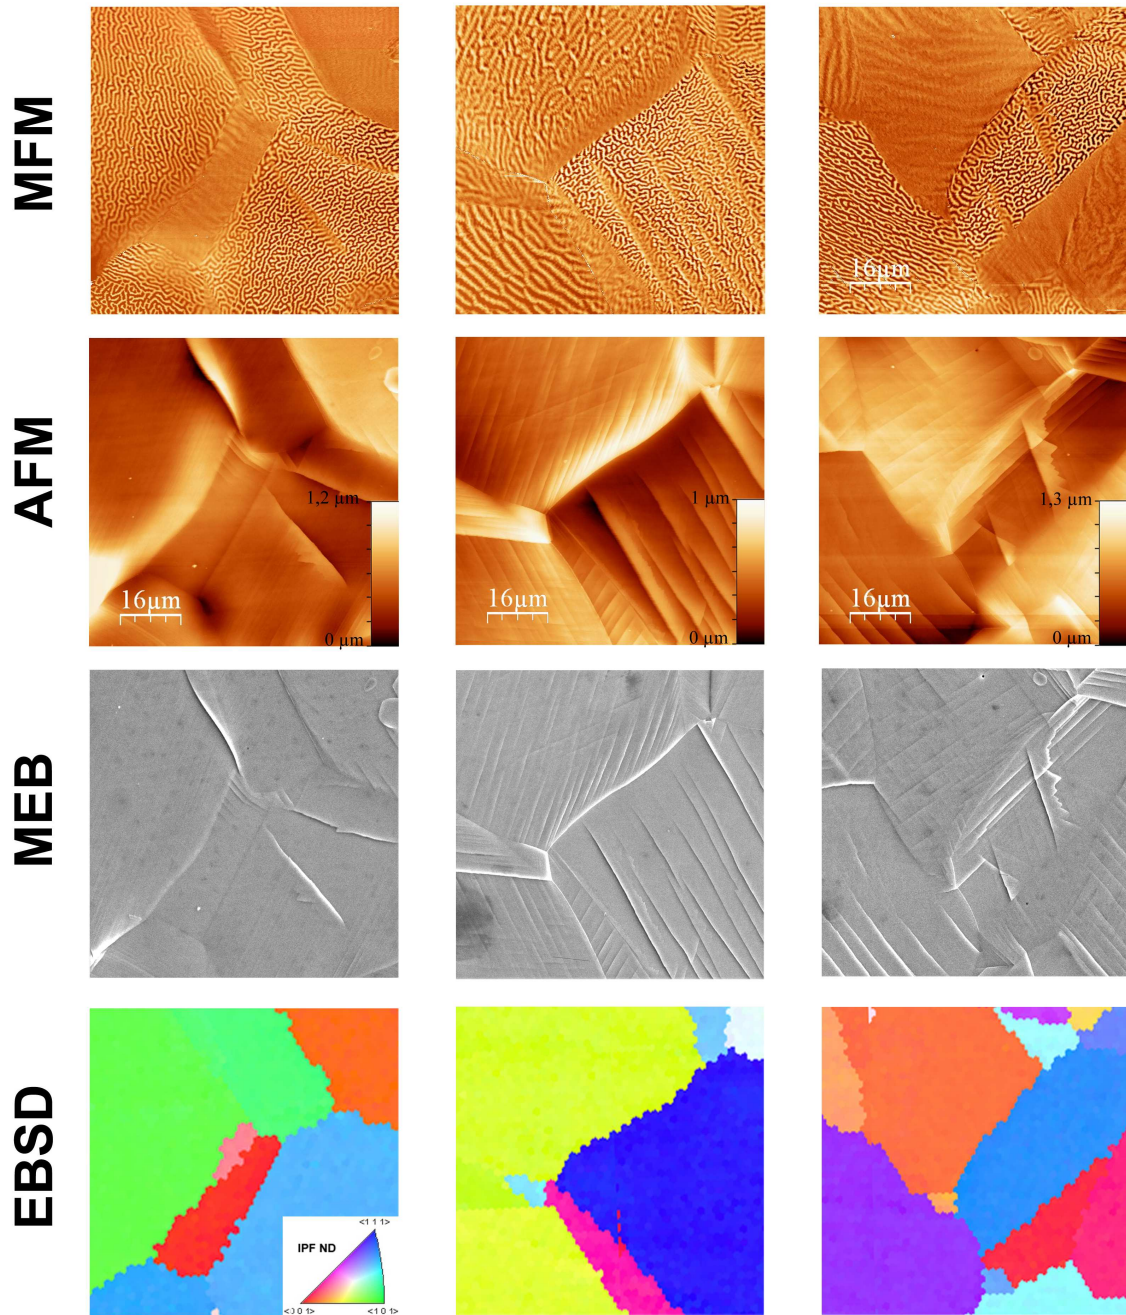 MFM
16µm
AFM
1,2 µm
16µm
0 µm
1 µm
16µm
0 µm
1,3 µm
16µm
0 µm
MEB
EBSD
IPF ND
<1 1 1>
<0 0 1>
<1 0 1>